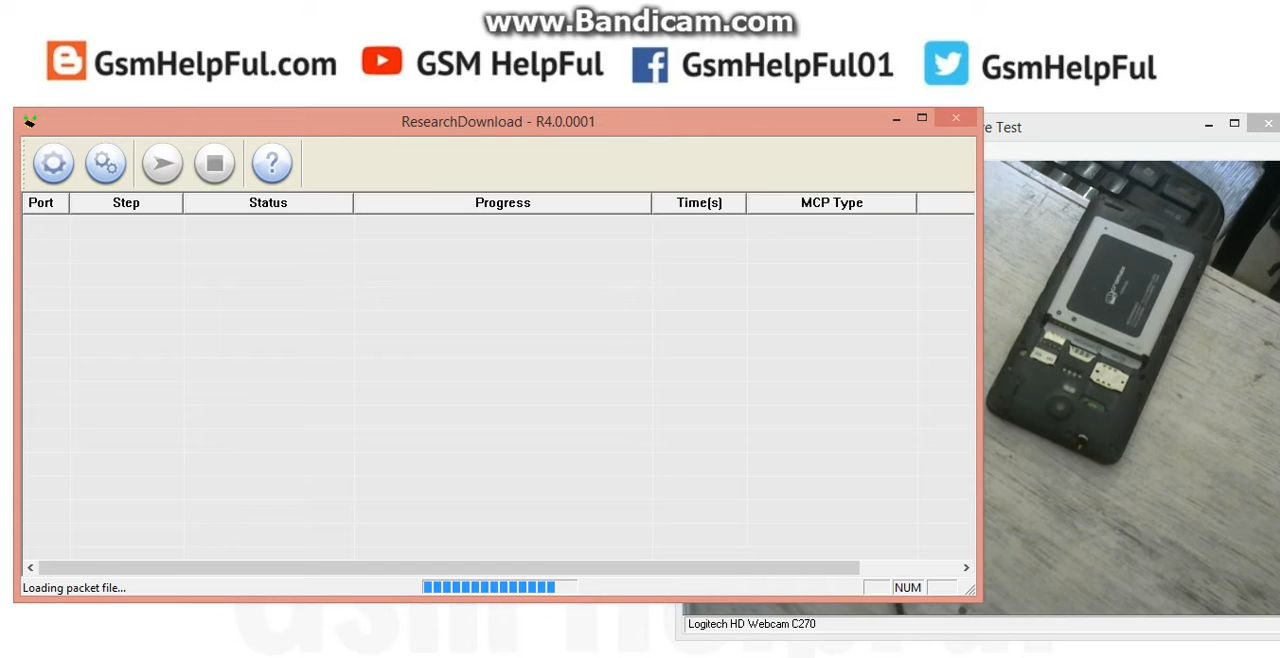 www.Bandicam.com
GsmHelpFul.com GSM HelpFul GsmHelpFul01 GsmHelpFul
ResearchDownload - R4.0.0001
e Test
Port Step Status Progress Time(s) MCP Type
Loading packet file... NUM
Logitech HD Webcam C270